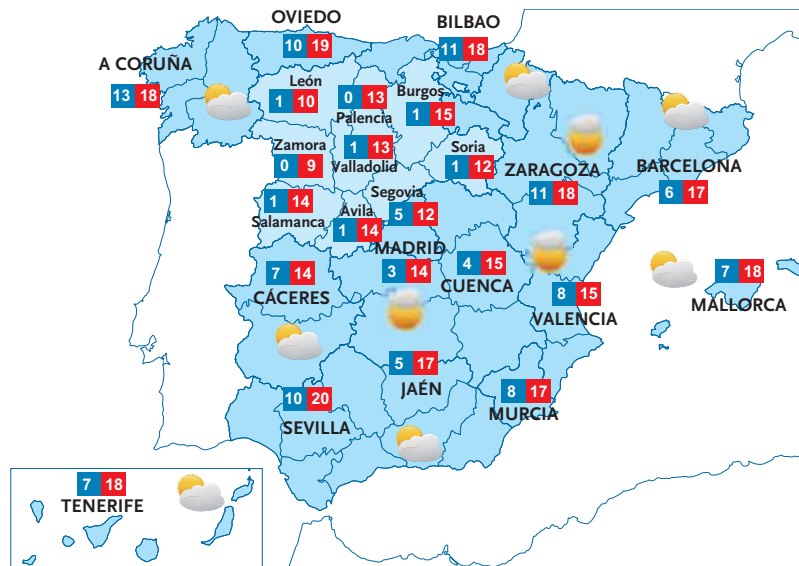 OVIEDO
10 19
BILBAO
11 18
A CORUÑA
13 18
León
1 10
0 13
Palencia
Burgos
1 15
Zamora
0 9
1 13
Valladolid
Soria
1 12
ZARAGOZA
11 18
BARCELONA
6 17
1 14
Salamanca
Ávila
1 14
Segovia
5 12
MADRID
3 14
4 15
CUENCA
7 14
CÁCERES
8 15
VALENCIA
7 18
MALLORCA
5 17
JAÉN
8 17
MURCIA
10 20
SEVILLA
7 18
TENERIFE